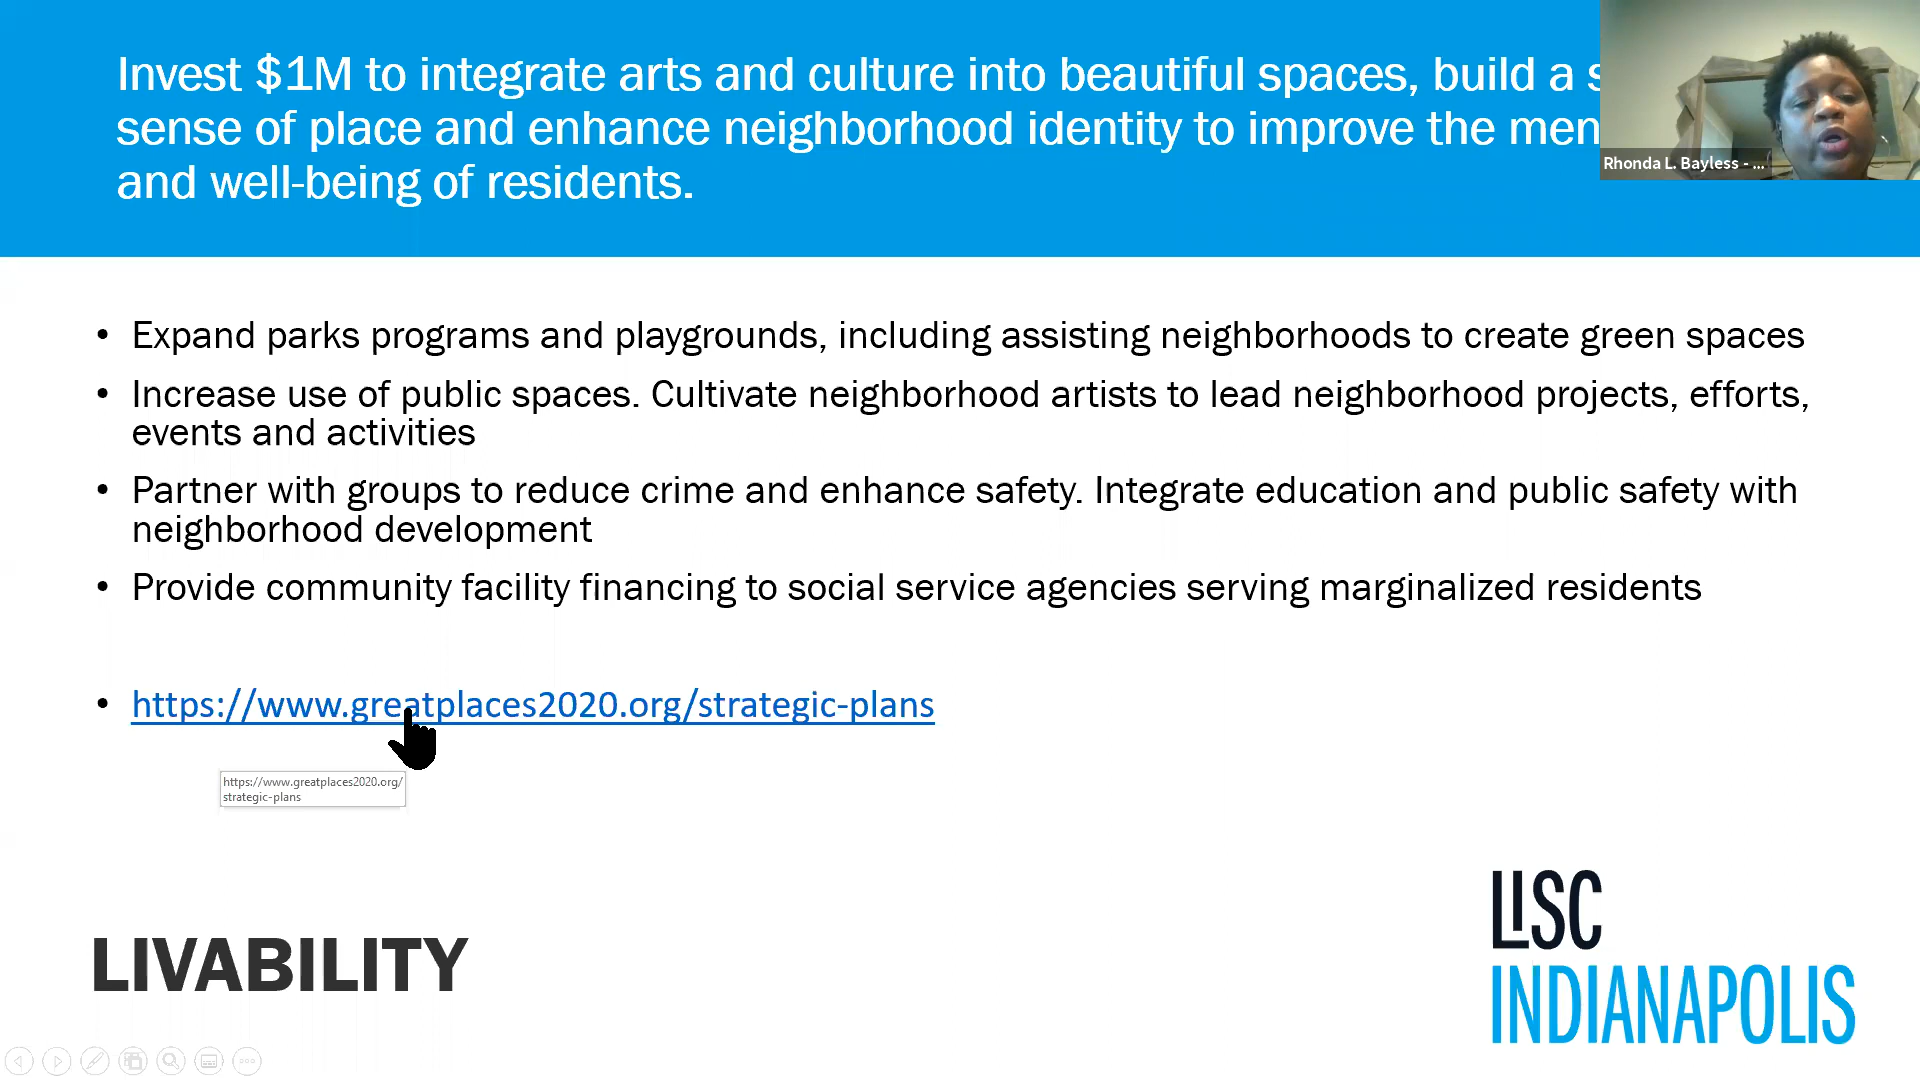 Invest $1M to integrate arts and culture into beautiful spaces, build a
sense of place and enhance neighborhood identity to improve the
and well-being of residents.
Rhonda L. Bayless - ...
• Expand parks programs and playgrounds, including assisting neighborhoods to create green spaces
• Increase use of public spaces. Cultivate neighborhood artists to lead neighborhood projects, efforts,
events and activities
• Partner with groups to reduce crime and enhance safety. Integrate education and public safety with
neighborhood development
• Provide community facility financing to social service agencies serving marginalized residents
• https://www.greatplaces2020.org/strategic-plans
https://www.greatplaces2020.org/
strategic-plans
LIVABILITY
LISC
INDIANAPOLIS